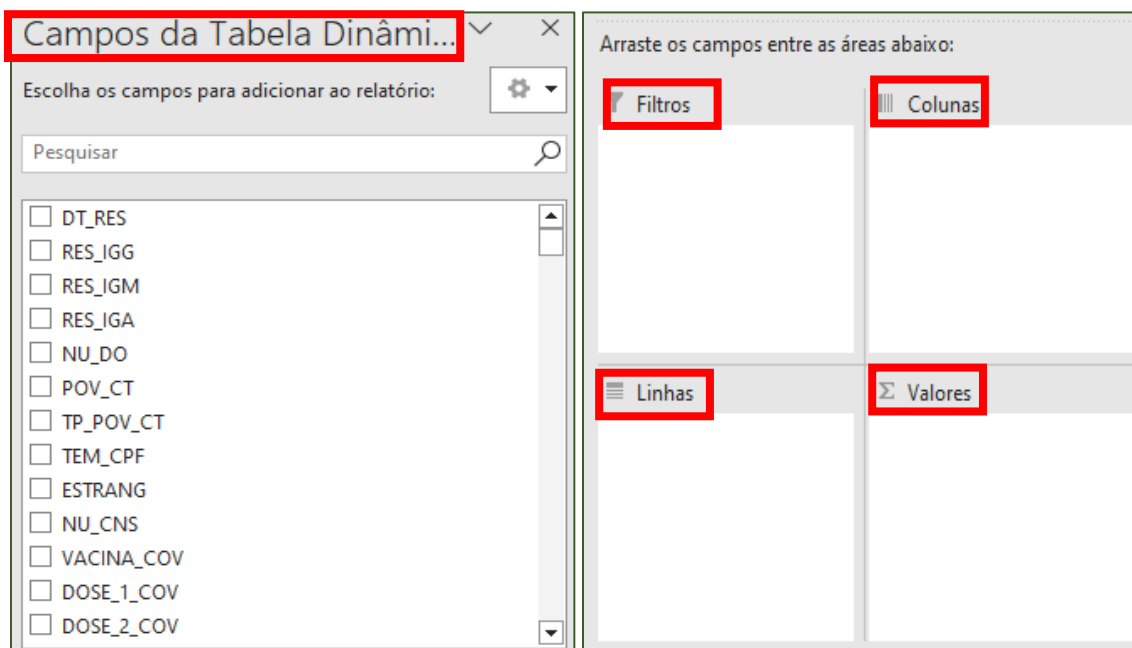 Campos da Tabela Dinâmi...
Escolha os campos para adicionar ao relatório:
Pesquisar
DT_RES
RES_IGG
RES_IGM
RES_IGA
NU_DO
POV_CT
TP_POV_CT
TEM_CPF
ESTRANG
NU_CNS
VACINA_COV
DOSE_1_COV
DOSE_2_COV
Arraste os campos entre as áreas abaixo:
Filtros
Colunas
Linhas
Σ Valores